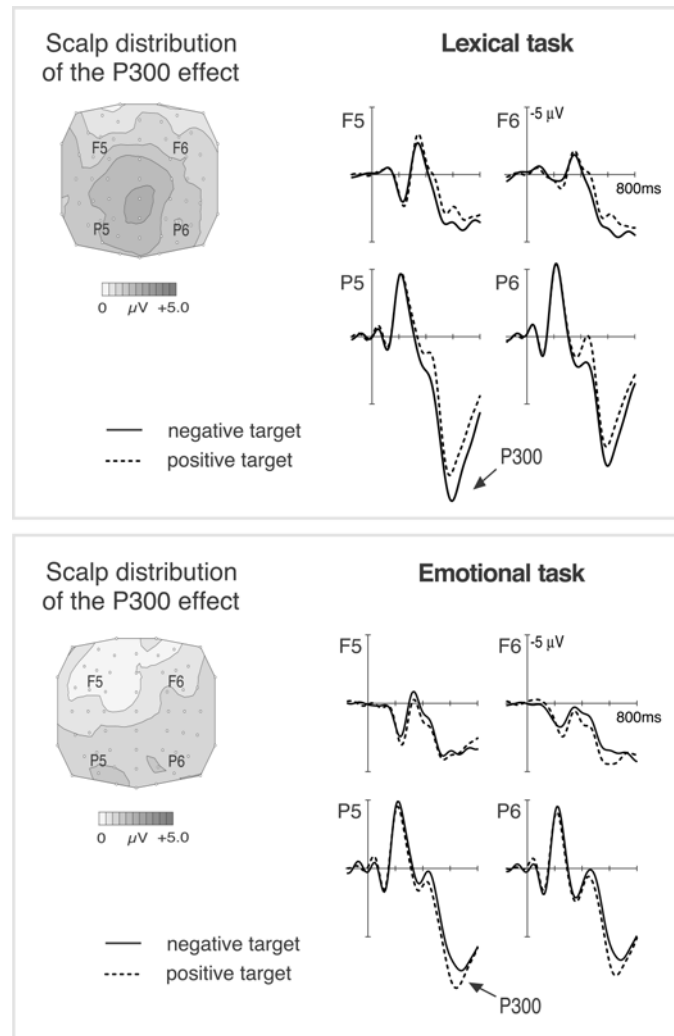 Scalp distribution
of the P300 effect
Lexical task
F5
F6
P5
P6
0 µV +5.0
F5
F6
-5 µV
800ms
P5
P6
negative target
positive target
P300
Scalp distribution
of the P300 effect
Emotional task
F5
F6
P5
P6
0 µV +5.0
F5
F6
-5 µV
800ms
P5
P6
negative target
positive target
P300